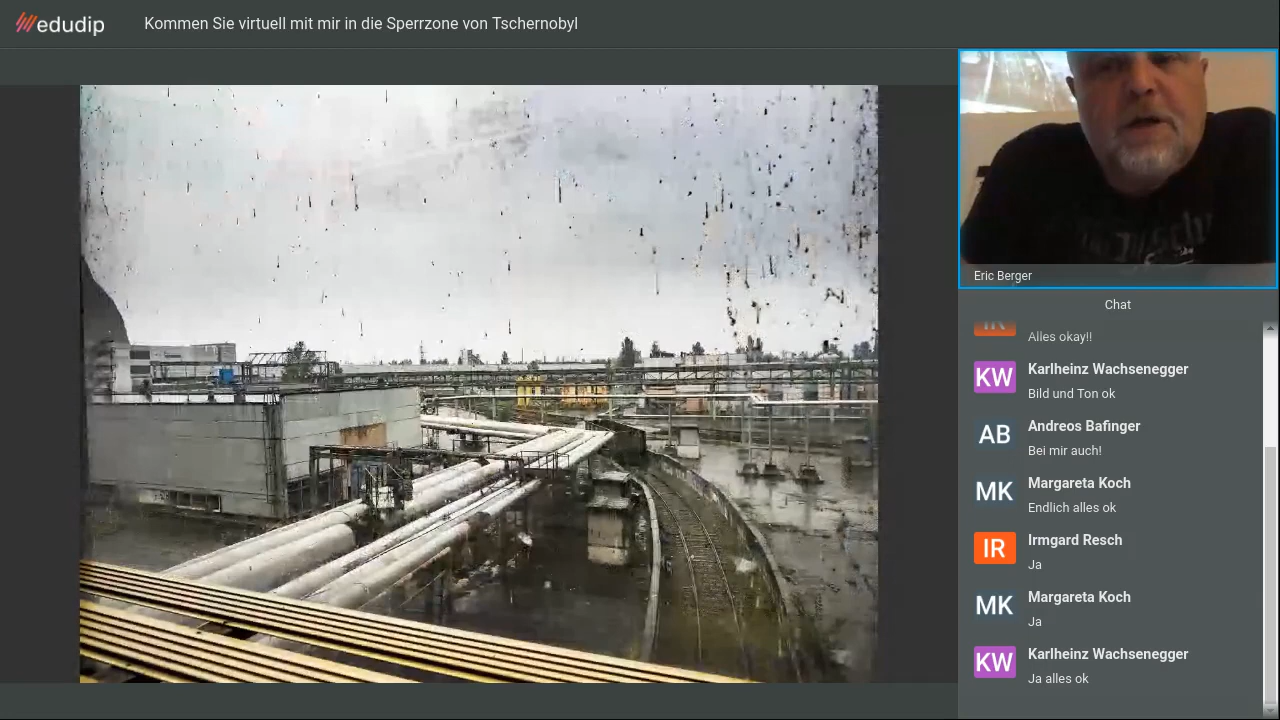 edudip
Kommen Sie virtuell mit mir in die Sperrzone von Tschernobyl
Eric Berger
Chat
IR
Alles okay!!
KW
Karlheinz Wachsenegger
Bild und Ton ok
AB
Andreos Bafinger
Bei mir auch!
MK
Margareta Koch
Endlich alles ok
IR
Irmgard Resch
Ja
MK
Margareta Koch
Ja
KW
Karlheinz Wachsenegger
Ja alles ok